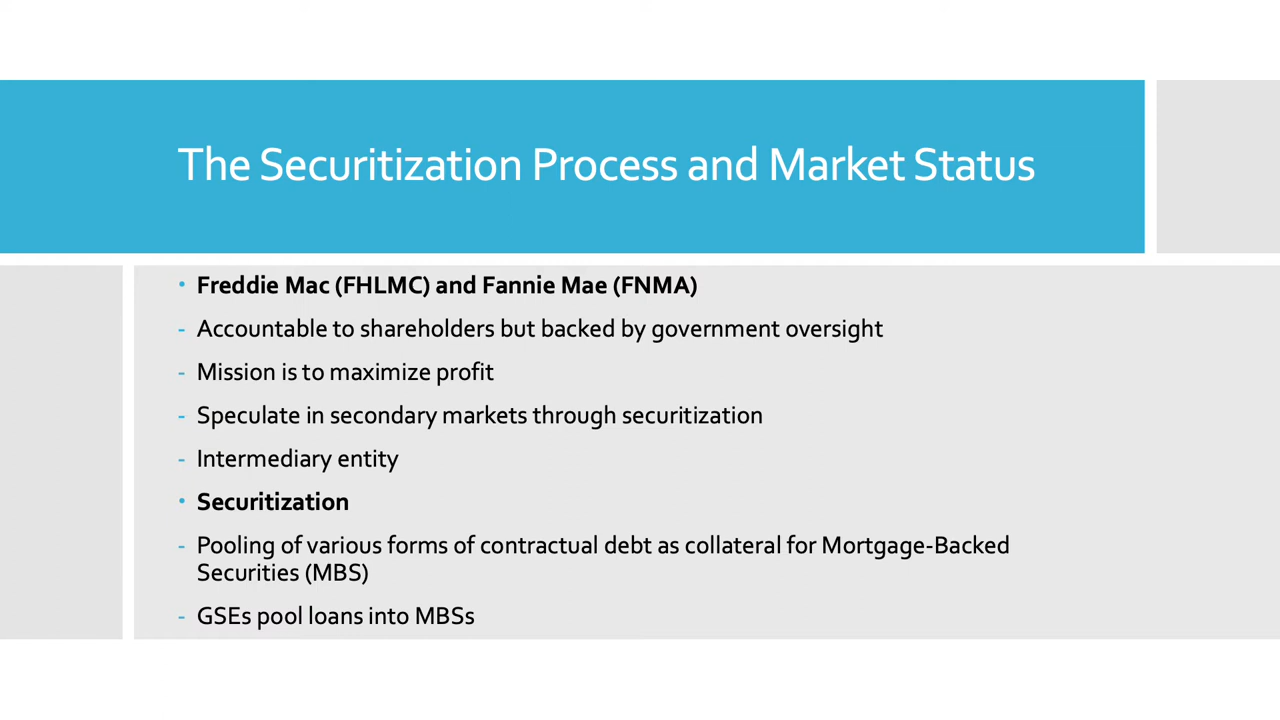 The Securitization Process and Market Status
• Freddie Mac (FHLMC) and Fannie Mae (FNMA)
- Accountable to shareholders but backed by government oversight
- Mission is to maximize profit
- Speculate in secondary markets through securitization
- Intermediary entity
• Securitization
- Pooling of various forms of contractual debt as collateral for Mortgage-Backed
Securities (MBS)
- GSEs pool loans into MBSs